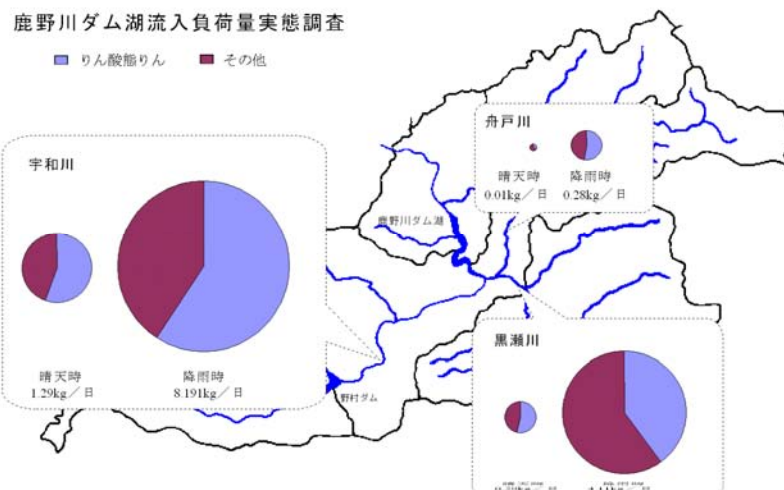 鹿野川ダム湖流入負荷量実態調査
りん酸態りん その他
舟戸川
晴天時 降雨時
0.01kg／日 0.28kg／日
宇和川
鹿野川ダム湖
晴天時 降雨時
1.29kg／日 8.191kg／日
野村ダム
黒瀬川